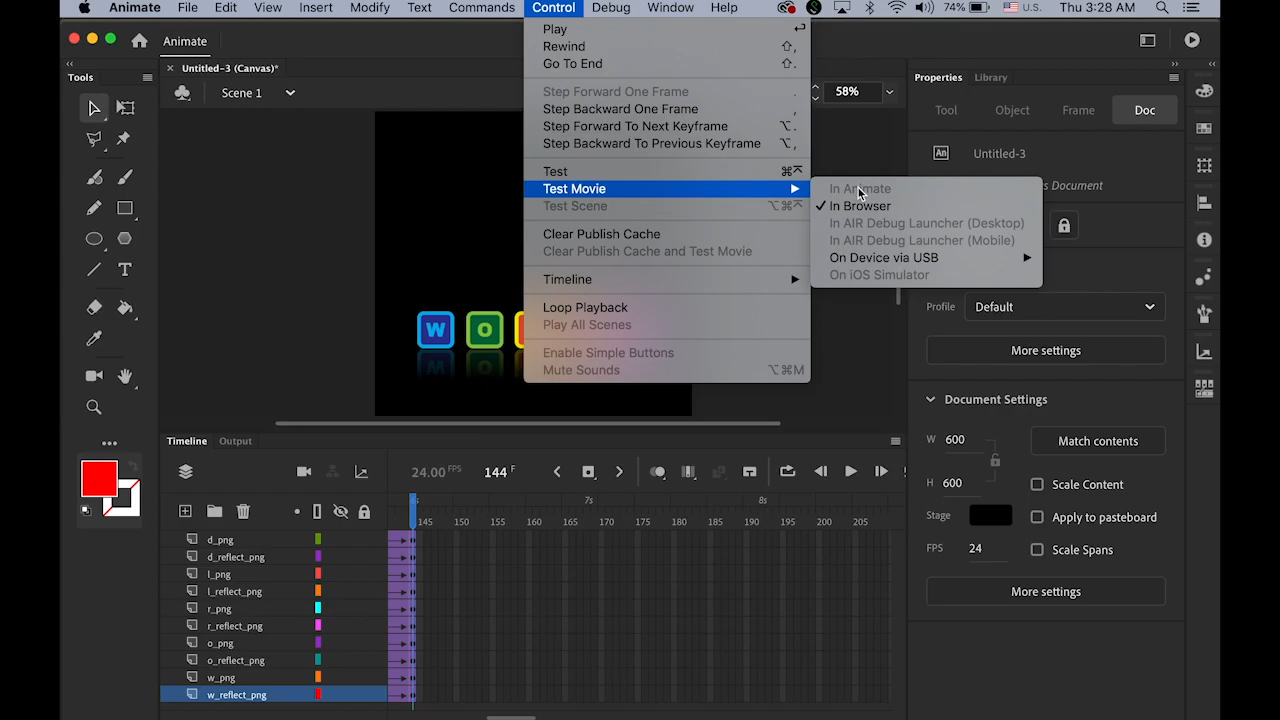 Animate File Edit View Insert Modify Text Commands Control Debug Window Help 74% U.S. Thu 3:28 AM
Animate
Tools
Untitled-3 (Canvas)*
Scene 1
58%
Play
Rewind ⇧,
Go To End ⇧.
Step Forward One Frame .
Step Backward One Frame ,
Step Forward To Next Keyframe ⌥.
Step Backward To Previous Keyframe ⌥,
Test ⌘
Test Movie
Test Scene ⌥⌘
Clear Publish Cache
Clear Publish Cache and Test Movie
Timeline
Loop Playback
Play All Scenes
Enable Simple Buttons
Mute Sounds ⌥⌘M
In Animate
In Browser
In AIR Debug Launcher (Desktop)
In AIR Debug Launcher (Mobile)
On Device via USB
On iOS Simulator
W O
W O
Properties Library
Tool Object Frame Doc
An Untitled-3
s Document
Profile Default
More settings
Document Settings
W 600 Match contents
H 600 Scale Content
Stage Apply to pasteboard
FPS 24 Scale Spans
More settings
Timeline Output
24.00 FPS 144 F
s 7s 8s
145 150 155 160 165 170 175 180 185 190 195 200 205
d_png
d_reflect_png
l_png
l_reflect_png
r_png
r_reflect_png
o_png
o_reflect_png
w_png
w_reflect_png